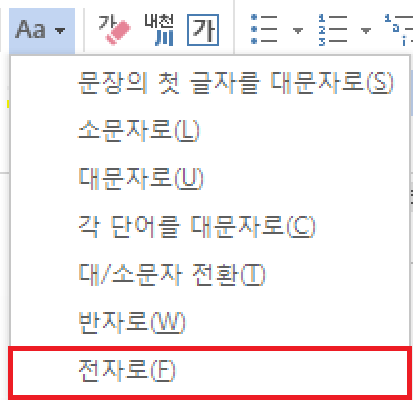 Aa 가 내천 川 가
문장의 첫 글자를 대문자로(S)
소문자로(L)
대문자로(U)
각 단어를 대문자로(C)
대/소문자 전환(T)
반자로(W)
전자로(F)